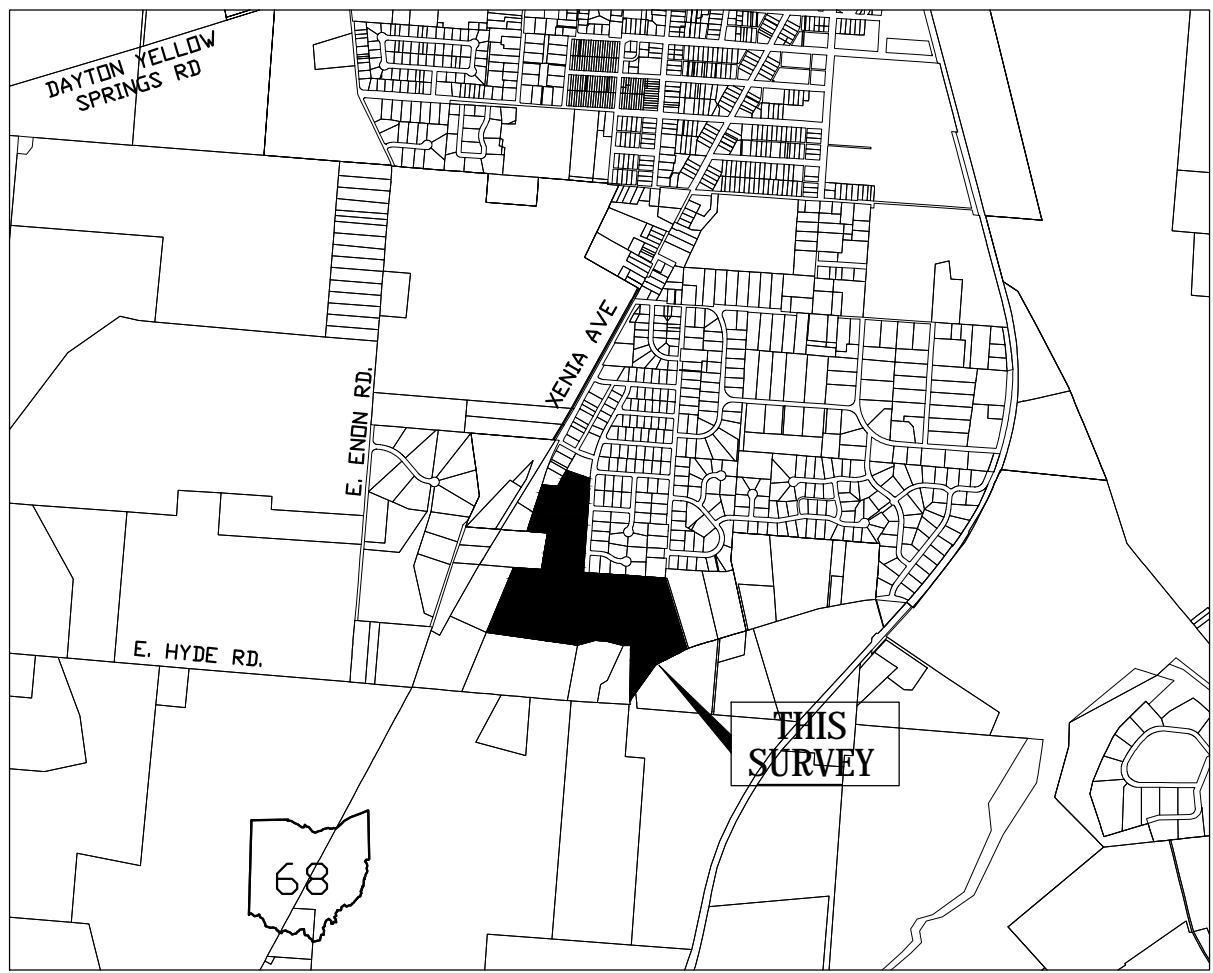 DAYTON YELLOW
SPRINGS RD
XENIA AVE
E. ENON RD.
E. HYDE RD.
THIS
SURVEY
68